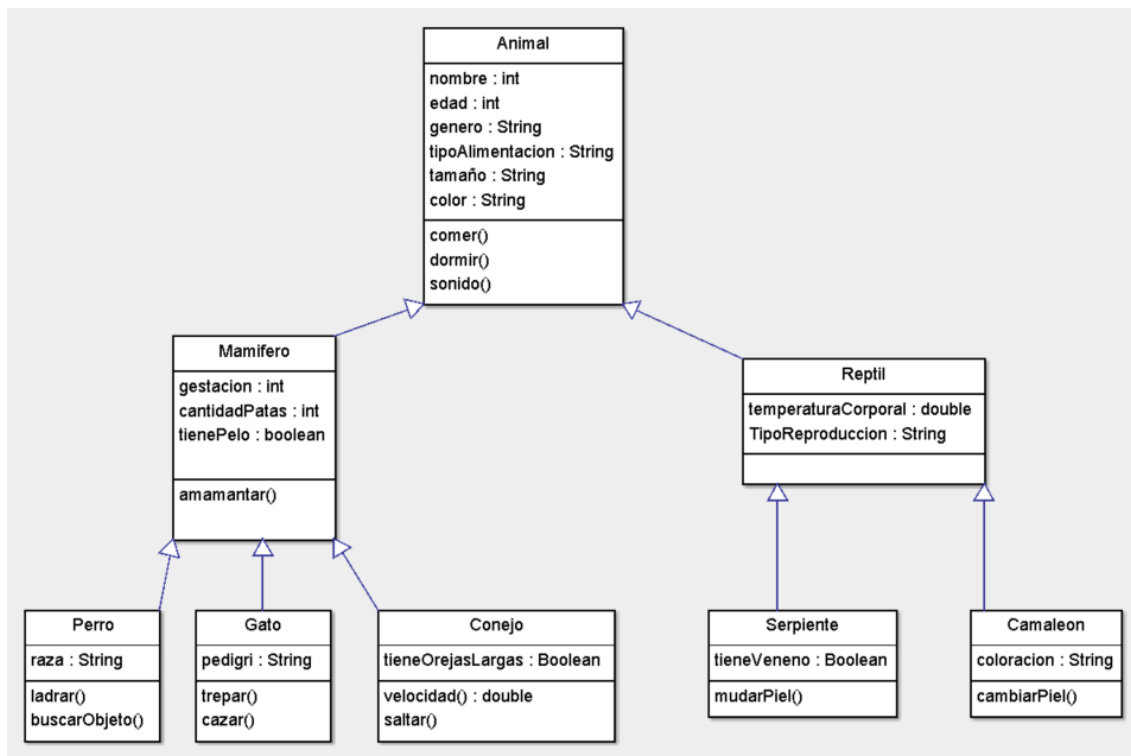 Animal
nombre : int
edad : int
genero : String
tipoAlimentacion : String
tamaño : String
color : String
comer()
dormir()
sonido()
Mamifero
gestacion : int
cantidadPatas : int
tienePelo : boolean
amamantar()
Reptil
temperaturaCorporal : double
TipoReproduccion : String
Perro
raza : String
ladrar()
buscarObjeto()
Gato
pedigri : String
trepar()
cazar()
Conejo
tieneOrejasLargas : Boolean
velocidad() : double
saltar()
Serpiente
tieneVeneno : Boolean
mudarPiel()
Camaleon
coloracion : String
cambiarPiel()